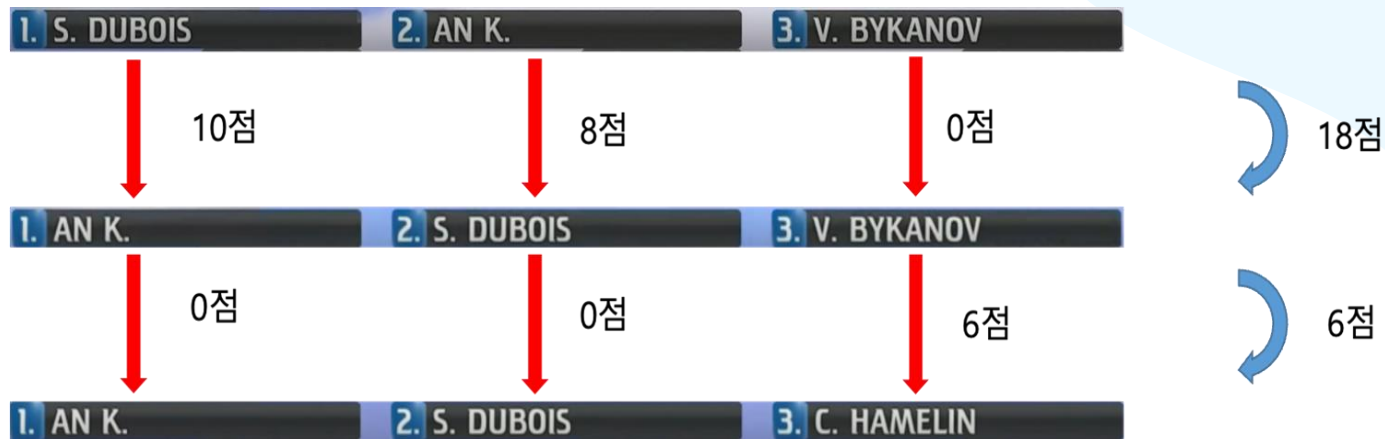 1. S. DUBOIS 2. AN K. 3. V. BYKANOV
10점 8점 0점 18점
1. AN K. 2. S. DUBOIS 3. V. BYKANOV
0점 0점 6점 6점
1. AN K. 2. S. DUBOIS 3. C. HAMELIN